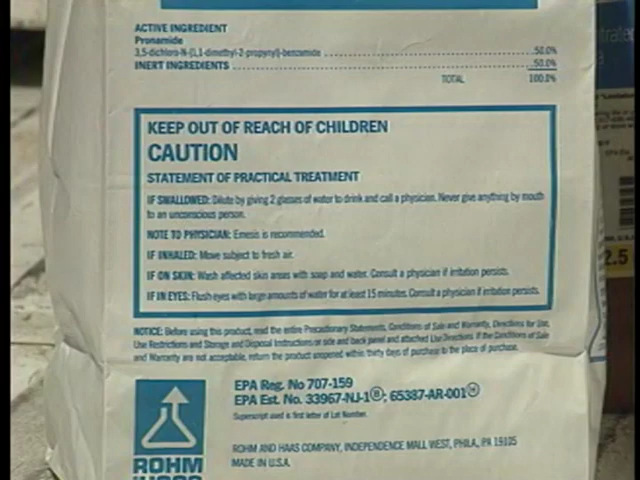 ACTIVE INGREDIENT
Pronamide
3,5-dichloro-N-(1,1-dimethyl-2-propynyl)-benzamide ........ 50.0%
INERT INGREDIENTS ........ 50.0%
TOTAL 100.0%
KEEP OUT OF REACH OF CHILDREN
CAUTION
STATEMENT OF PRACTICAL TREATMENT
IF SWALLOWED: Dilute by giving 2 glasses of water to drink and call a physician. Never give anything by mouth
to an unconscious person.
NOTE TO PHYSICIAN: Emesis is recommended.
IF INHALED: Move subject to fresh air.
IF ON SKIN: Wash affected skin areas with soap and water. Consult a physician if irritation persists.
IF IN EYES: Flush eyes with large amounts of water for at least 15 minutes. Consult a physician if irritation persists.
NOTICE: Before using this product, read the entire Precautionary Statements, Conditions of Sale and Warranty, Directions for Use,
Use Restrictions and Storage and Disposal Instructions on side and back panel and attached Use Directions. If the Conditions of Sale
and Warranty are not acceptable, return the product unopened within thirty days of purchase to the place of purchase.
EPA Reg. No 707-159
EPA Est. No. 33967-NJ-1Ⓑ; 65387-AR-001Ⓗ
Superscript used is first letter of Lot Number.
ROHM AND HAAS COMPANY, INDEPENDENCE MALL WEST, PHILA, PA 19105
MADE IN U.S.A.
ROHM
HAAS
2.5